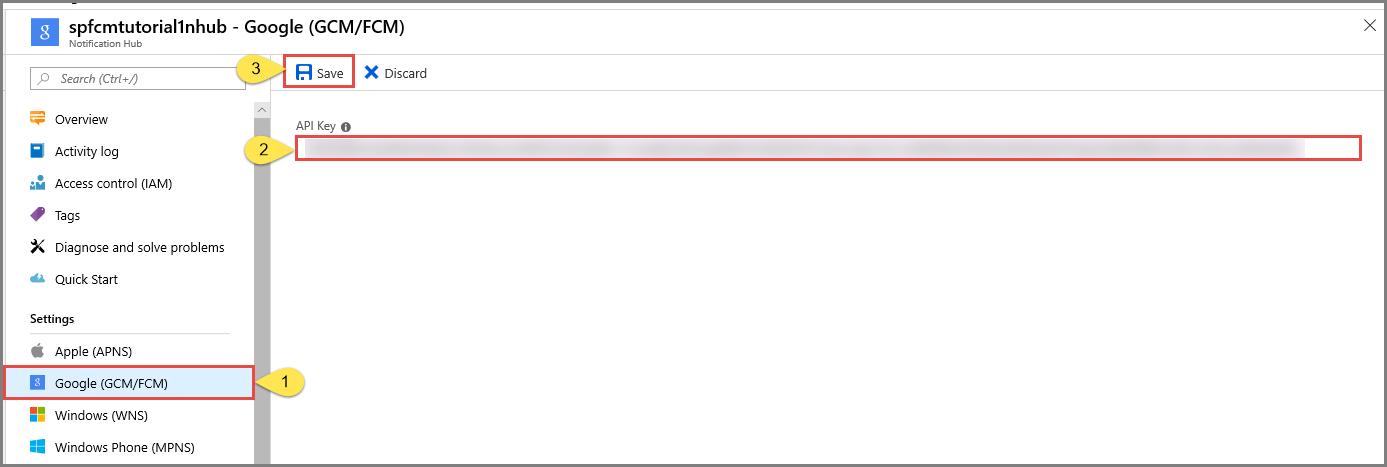 spfcmtutorial1nhub - Google (GCM/FCM)
Notification Hub
Search (Ctrl+/)
3
Save
Discard
Overview
Activity log
Access control (IAM)
Tags
Diagnose and solve problems
Quick Start
Settings
Apple (APNS)
Google (GCM/FCM)
1
Windows (WNS)
Windows Phone (MPNS)
API Key
2